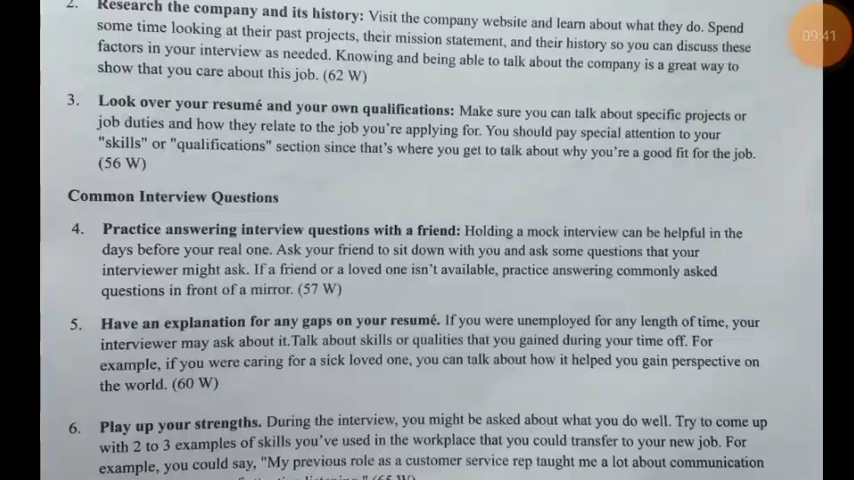 2. Research the company and its history: Visit the company website and learn about what they do. Spend
some time looking at their past projects, their mission statement, and their history so you can discuss these
factors in your interview as needed. Knowing and being able to talk about the company is a great way to
show that you care about this job. (62 W)
3. Look over your resumé and your own qualifications: Make sure you can talk about specific projects or
job duties and how they relate to the job you're applying for. You should pay special attention to your
"skills" or "qualifications" section since that's where you get to talk about why you're a good fit for the job.
(56 W)
Common Interview Questions
4. Practice answering interview questions with a friend: Holding a mock interview can be helpful in the
days before your real one. Ask your friend to sit down with you and ask some questions that your
interviewer might ask. If a friend or a loved one isn't available, practice answering commonly asked
questions in front of a mirror. (57 W)
5. Have an explanation for any gaps on your resumé. If you were unemployed for any length of time, your
interviewer may ask about it.Talk about skills or qualities that you gained during your time off. For
example, if you were caring for a sick loved one, you can talk about how it helped you gain perspective on
the world. (60 W)
6. Play up your strengths. During the interview, you might be asked about what you do well. Try to come up
with 2 to 3 examples of skills you've used in the workplace that you could transfer to your new job. For
example, you could say, "My previous role as a customer service rep taught me a lot about communication
listening."
09:41